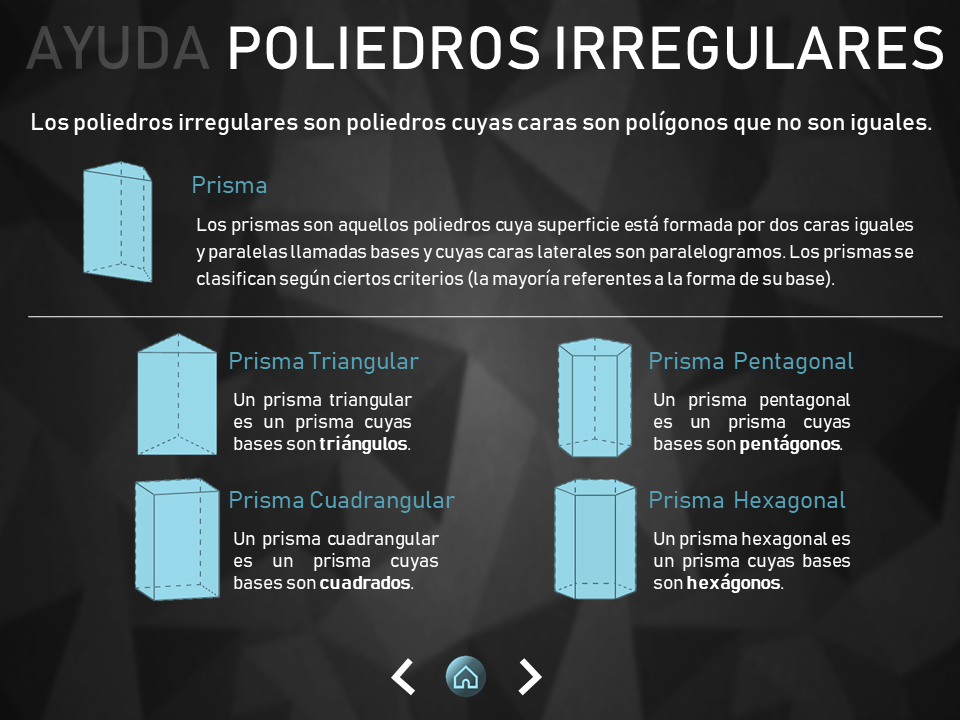 AYUDA POLIEDROS IRREGULARES
Los poliedros irregulares son poliedros cuyas caras son polígonos que no son iguales.
Prisma
Los prismas son aquellos poliedros cuya superficie está formada por dos caras iguales
y paralelas llamadas bases y cuyas caras laterales son paralelogramos. Los prismas se
clasifican según ciertos criterios (la mayoría referentes a la forma de su base).
Prisma Triangular
Un prisma triangular
es un prisma cuyas
bases son triángulos.
Prisma Pentagonal
Un prisma pentagonal
es un prisma cuyas
bases son pentágonos.
Prisma Cuadrangular
Un prisma cuadrangular
es un prisma cuyas
bases son cuadrados.
Prisma Hexagonal
Un prisma hexagonal es
un prisma cuyas bases
son hexágonos.